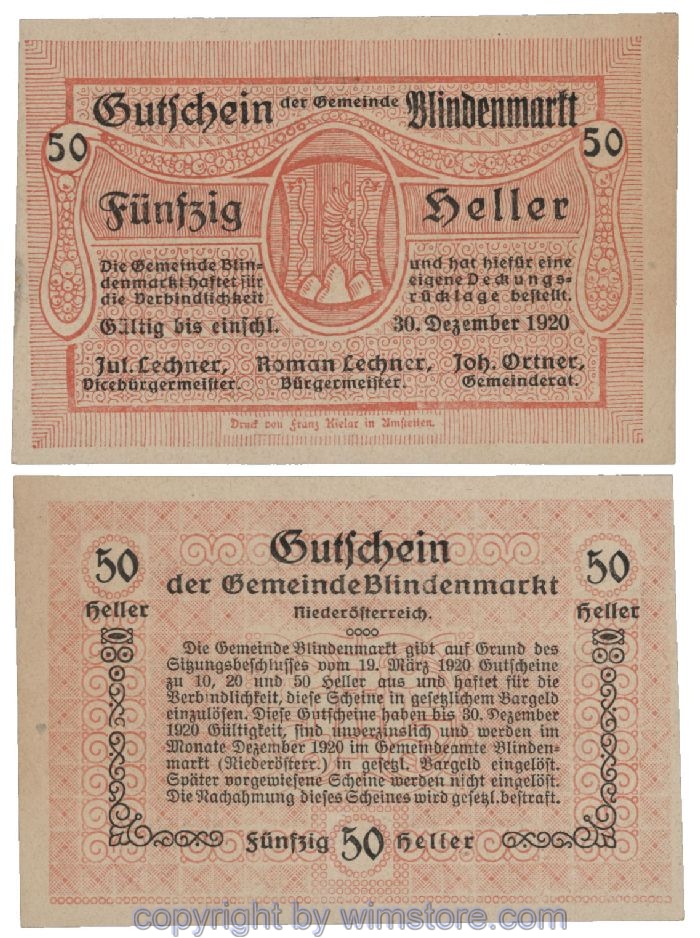 Gutschein der Gemeinde Blindenmarkt
50 50
Fünfzig Heller
Die Gemeinde Blin-
denmarkt haftet für
die Verbindlichkeit
und hat hiefür eine
eigene Deckungs-
rücklage bestellt.
Gültig bis einschl. 30. Dezember 1920
Jul. Lechner, Roman Lechner, Joh. Ortner,
Vicebürgermeister. Bürgermeister. Gemeinderat.
Druck von Franz Kielar in Amstetten.
Gutschein
50 50
der Gemeinde Blindenmarkt
Heller Heller
Niederösterreich.
Die Gemeinde Blindenmarkt gibt auf Grund des
Sitzungsbeschlusses vom 19. März 1920 Gutscheine
zu 10, 20 und 50 Heller aus und haftet für die
Verbindlichkeit, diese Scheine in gesetzlichem Bargeld
einzulösen. Diese Gutscheine haben bis 30. Dezember
1920 Gültigkeit, sind unverzinslich und werden im
Monate Dezember 1920 im Gemeindeamte Blinden-
markt (Niederösterr.) in gesetzl. Bargeld eingelöst.
Später vorgewiesene Scheine werden nicht eingelöst.
Die Nachahmung dieses Scheines wird gesetzl. bestraft.
Fünfzig 50 Heller
copyright by wimstore.com